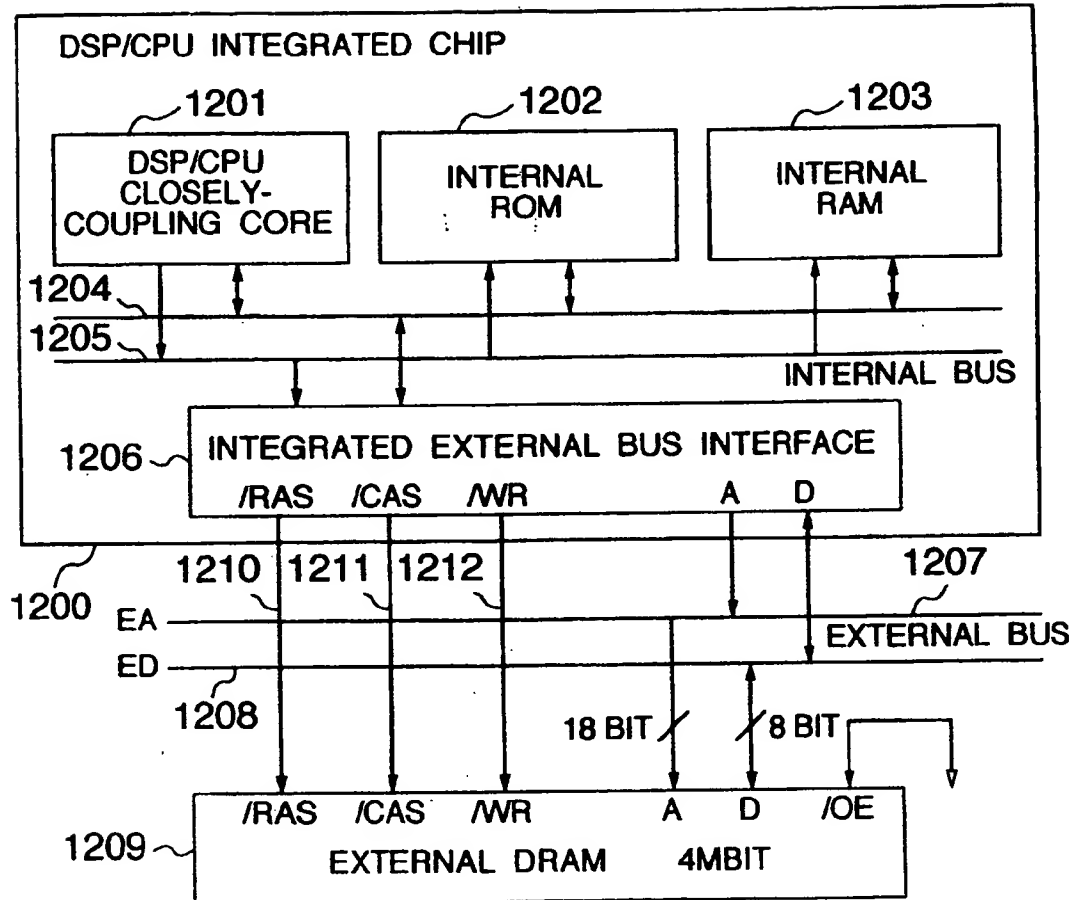 DSP/CPU INTEGRATED CHIP
1201
1202
1203
DSP/CPU
CLOSELY-
COUPLING CORE
INTERNAL
ROM
INTERNAL
RAM
1204
1205
INTERNAL BUS
1206
INTEGRATED EXTERNAL BUS INTERFACE
/RAS /CAS /WR A D
1200
1210 1211 1212
1207
EA
EXTERNAL BUS
ED
1208
18 BIT
8 BIT
/RAS /CAS /WR A D /OE
1209
EXTERNAL DRAM 4MBIT